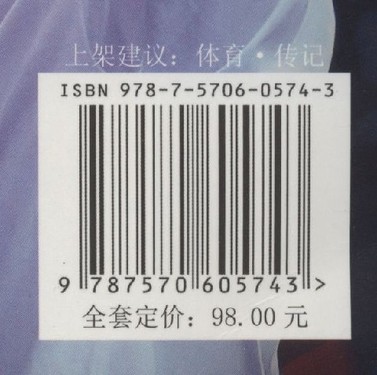 上架建议：体育·传记
ISBN 978-7-5706-0574-3
9 787570 605743 >
全套定价：98.00 元